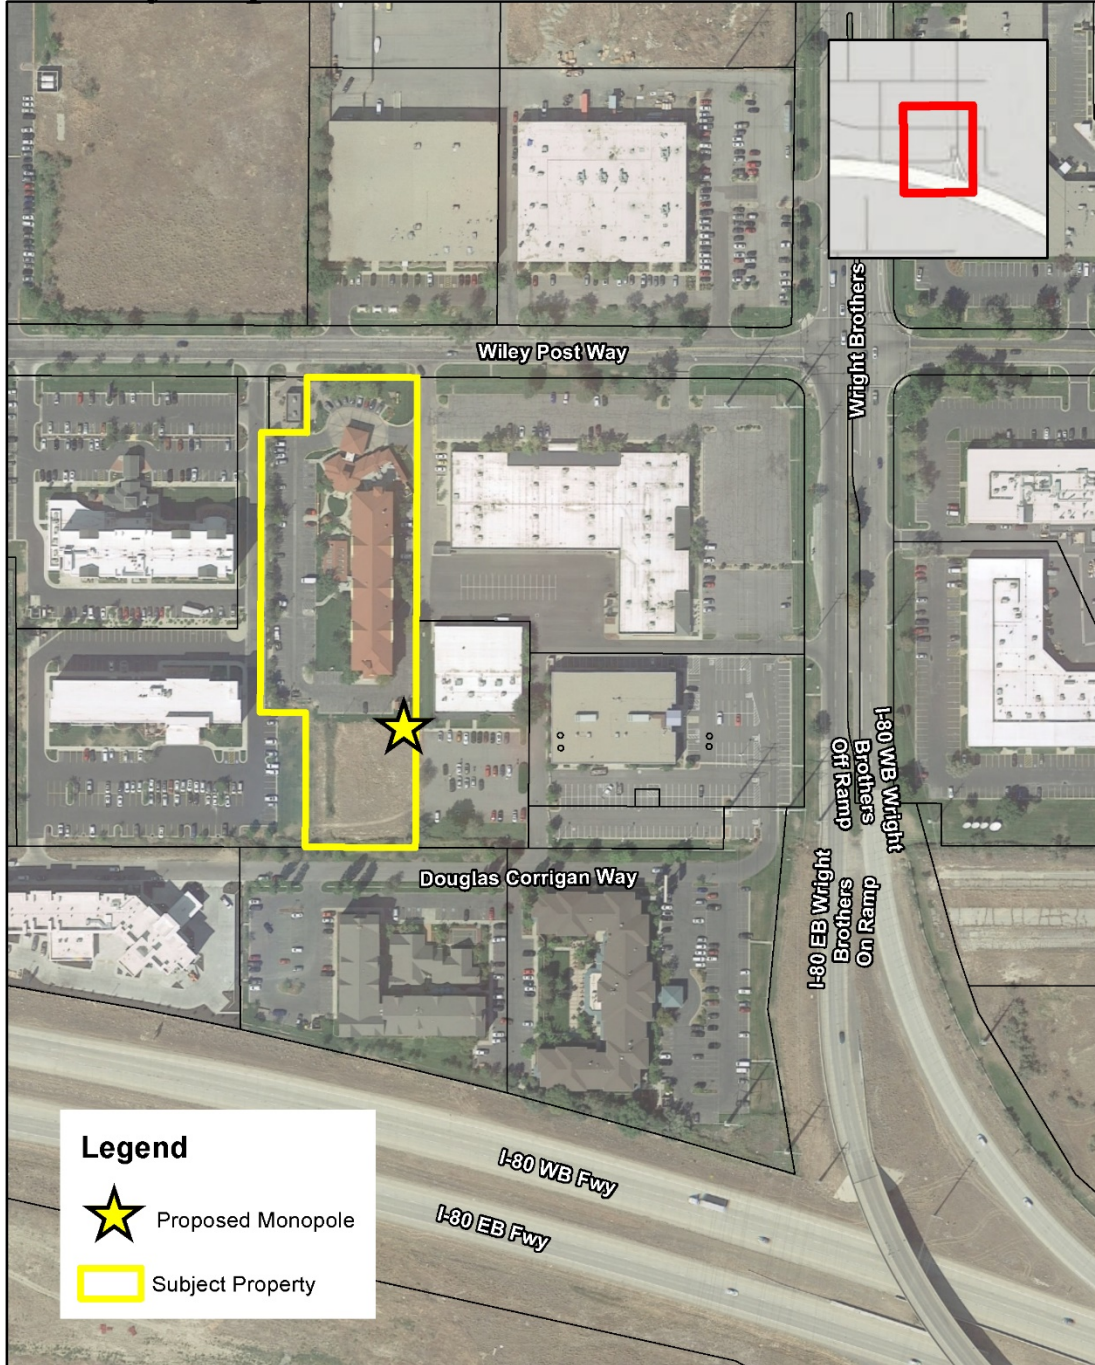 Wiley Post Way
Wright Brothers
I-80 WB Wright
Brothers
Off Ramp
Douglas Corrigan Way
I-80 EB Wright
Brothers
On Ramp
Legend
Proposed Monopole
Subject Property
I-80 WB Fwy
I-80 EB Fwy